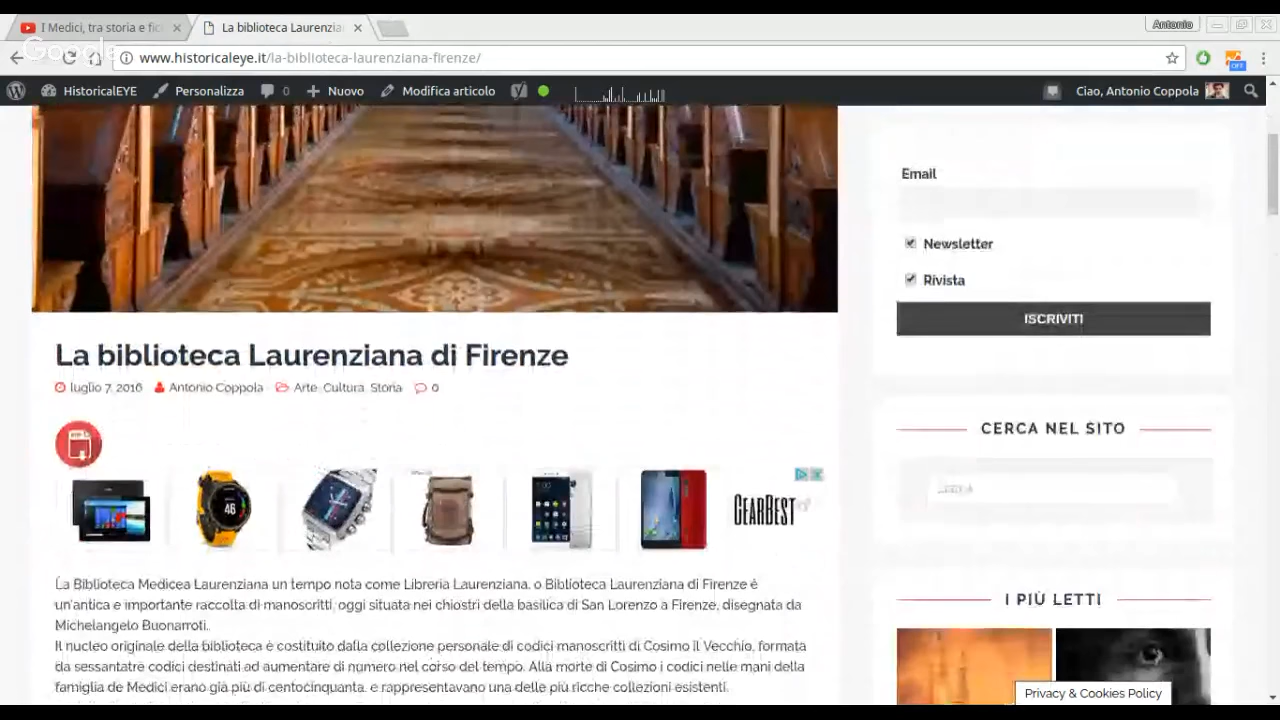 I Medici, tra storia e fic
La biblioteca Laurenzia
Antonio
Google
www.historicaleye.it/la-biblioteca-laurenziana-firenze/
OFF
HistoricalEYE
Personalizza
0
Nuovo
Modifica articolo
Ciao, Antonio Coppola
Email
Newsletter
Rivista
ISCRIVITI
La biblioteca Laurenziana di Firenze
luglio 7, 2016
Antonio Coppola
Arte Cultura Storia
0
CERCA NEL SITO
46
GEARBEST
La Biblioteca Medicea Laurenziana un tempo nota come Libreria Laurenziana, o Biblioteca Laurenziana di Firenze è
un'antica e importante raccolta di manoscritti, oggi situata nei chiostri della basilica di San Lorenzo a Firenze, disegnata da
Michelangelo Buonarroti.
Il nucleo originale della biblioteca è costituito dalla collezione personale di codici manoscritti di Cosimo il Vecchio, formata
da sessantatre codici destinati ad aumentare di numero nel corso del tempo. Alla morte di Cosimo i codici nelle mani della
famiglia de Medici erano già più di centocinquanta, e rappresentavano una delle più ricche collezioni esistenti.
I PIÙ LETTI
Privacy & Cookies Policy